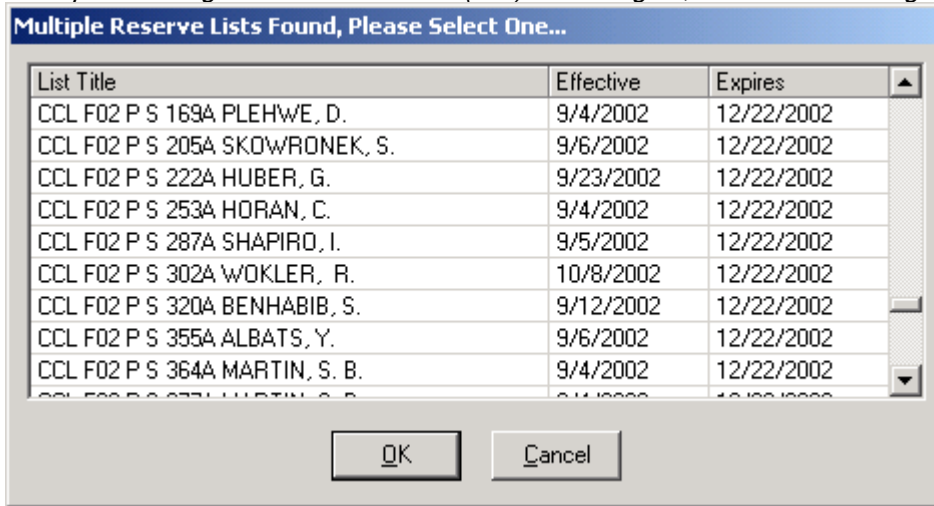 Multiple Reserve Lists Found, Please Select One...
List Title Effective Expires
CCL F02 P S 169A PLEHWE, D. 9/4/2002 12/22/2002
CCL F02 P S 205A SKOWRONEK, S. 9/6/2002 12/22/2002
CCL F02 P S 222A HUBER, G. 9/23/2002 12/22/2002
CCL F02 P S 253A HORAN, C. 9/4/2002 12/22/2002
CCL F02 P S 287A SHAPIRO, I. 9/5/2002 12/22/2002
CCL F02 P S 302A WOKLER, R. 10/8/2002 12/22/2002
CCL F02 P S 320A BENHABIB, S. 9/12/2002 12/22/2002
CCL F02 P S 355A ALBATS, Y. 9/6/2002 12/22/2002
CCL F02 P S 364A MARTIN, S. B. 9/4/2002 12/22/2002
OK Cancel